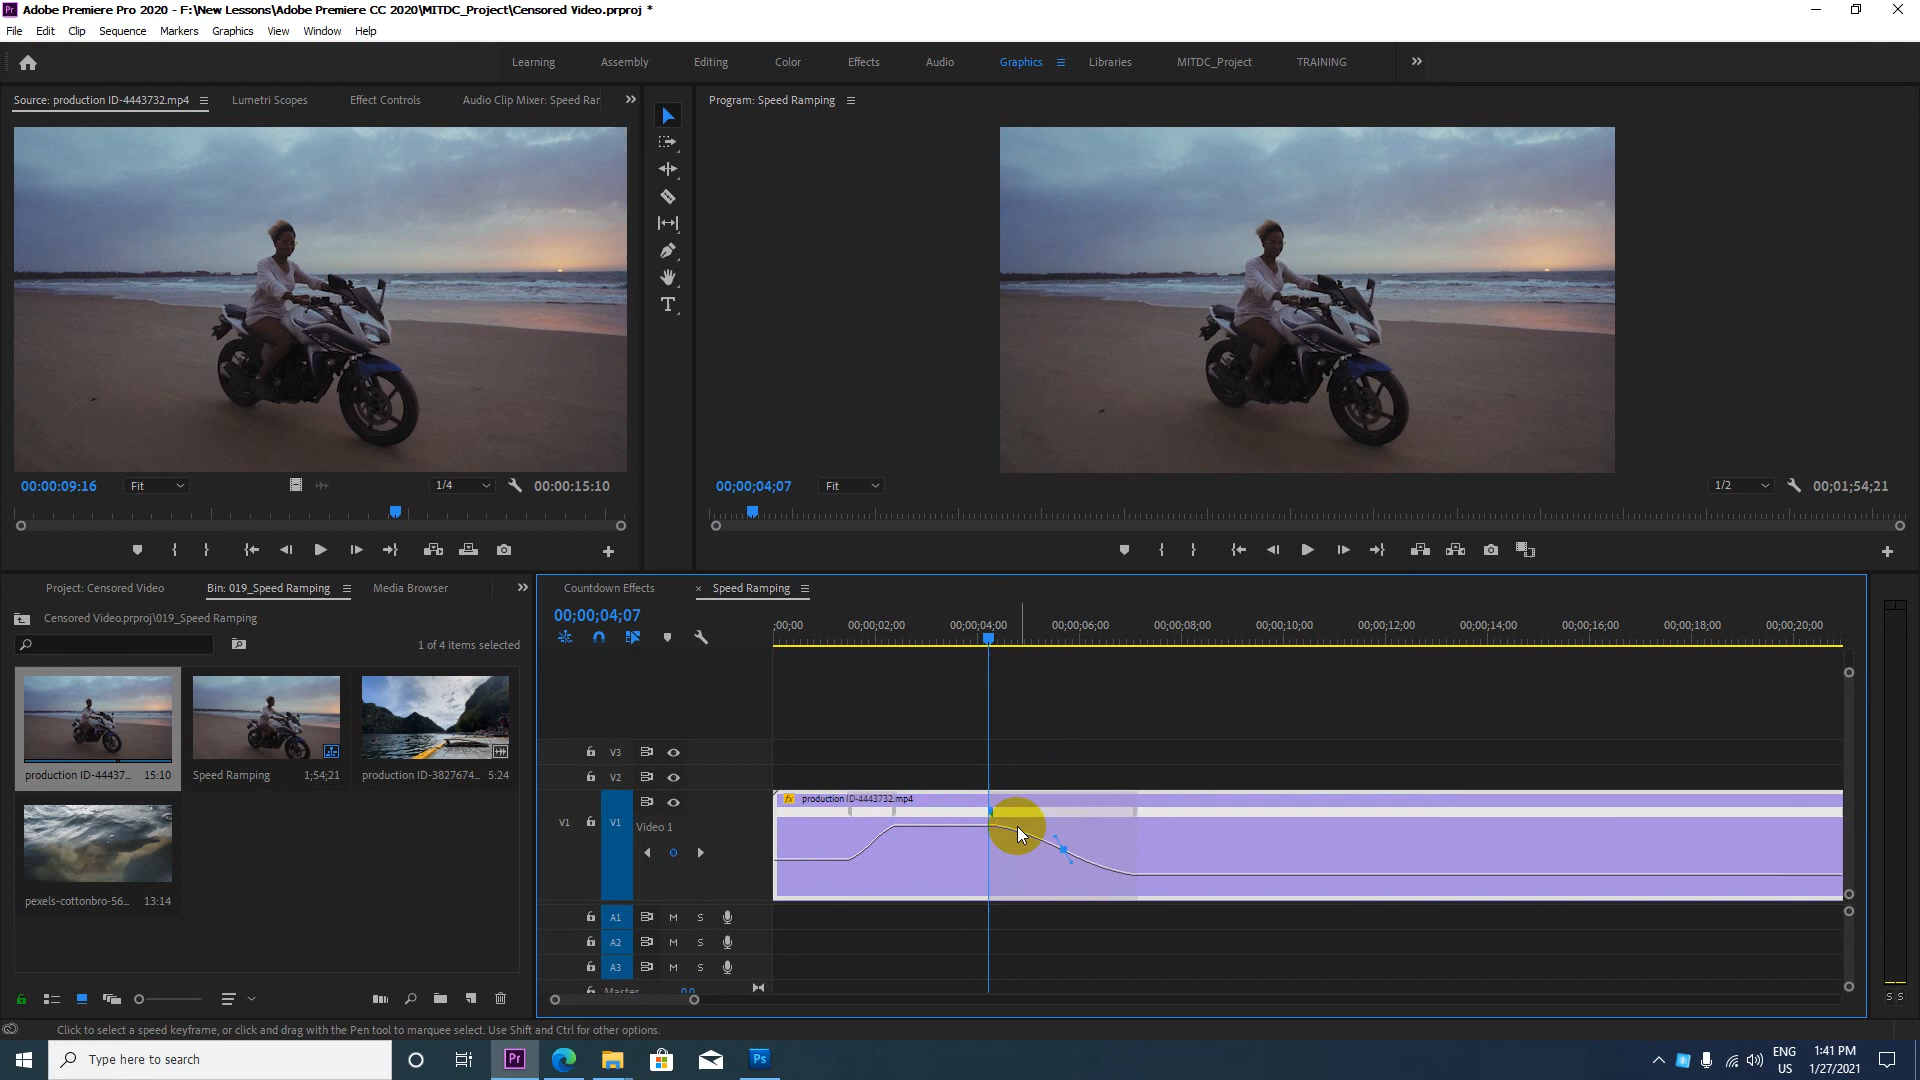 Adobe Premiere Pro 2020 - F:\New Lessons\Adobe Premiere CC 2020\MITDC_Project\Censored Video.prproj *
File Edit Clip Sequence Markers Graphics View Window Help
Learning Assembly Editing Color Effects Audio Graphics Libraries MITDC_Project TRAINING
Source: production ID-4443732.mp4 Lumetri Scopes Effect Controls Audio Clip Mixer: Speed Rar
Program: Speed Ramping
00:00:09:16 Fit 1/4 00:00:15:10
00;00;04;07 Fit 1/2 00;01;54;21
Project: Censored Video Bin: 019_Speed Ramping Media Browser
Censored Video.prproj\019_Speed Ramping
1 of 4 items selected
production ID-44437... 15:10
Speed Ramping 1;54;21
production ID-3827674... 5:24
pexels-cottonbro-56... 13:14
Countdown Effects × Speed Ramping
00;00;04;07
;00;00 00;00;02;00 00;00;04;00 00;00;06;00 00;00;08;00 00;00;10;00 00;00;12;00 00;00;14;00 00;00;16;00 00;00;18;00 00;00;20;00
V3
V2
fx production ID-4443732.mp4
V1 V1 Video 1
A1 M S
A2 M S
A3 M S
Master 0.0
S S
Click to select a speed keyframe, or click and drag with the Pen tool to marquee select. Use Shift and Ctrl for other options.
Type here to search
Pr
Ps
ENG
US
1:41 PM
1/27/2021